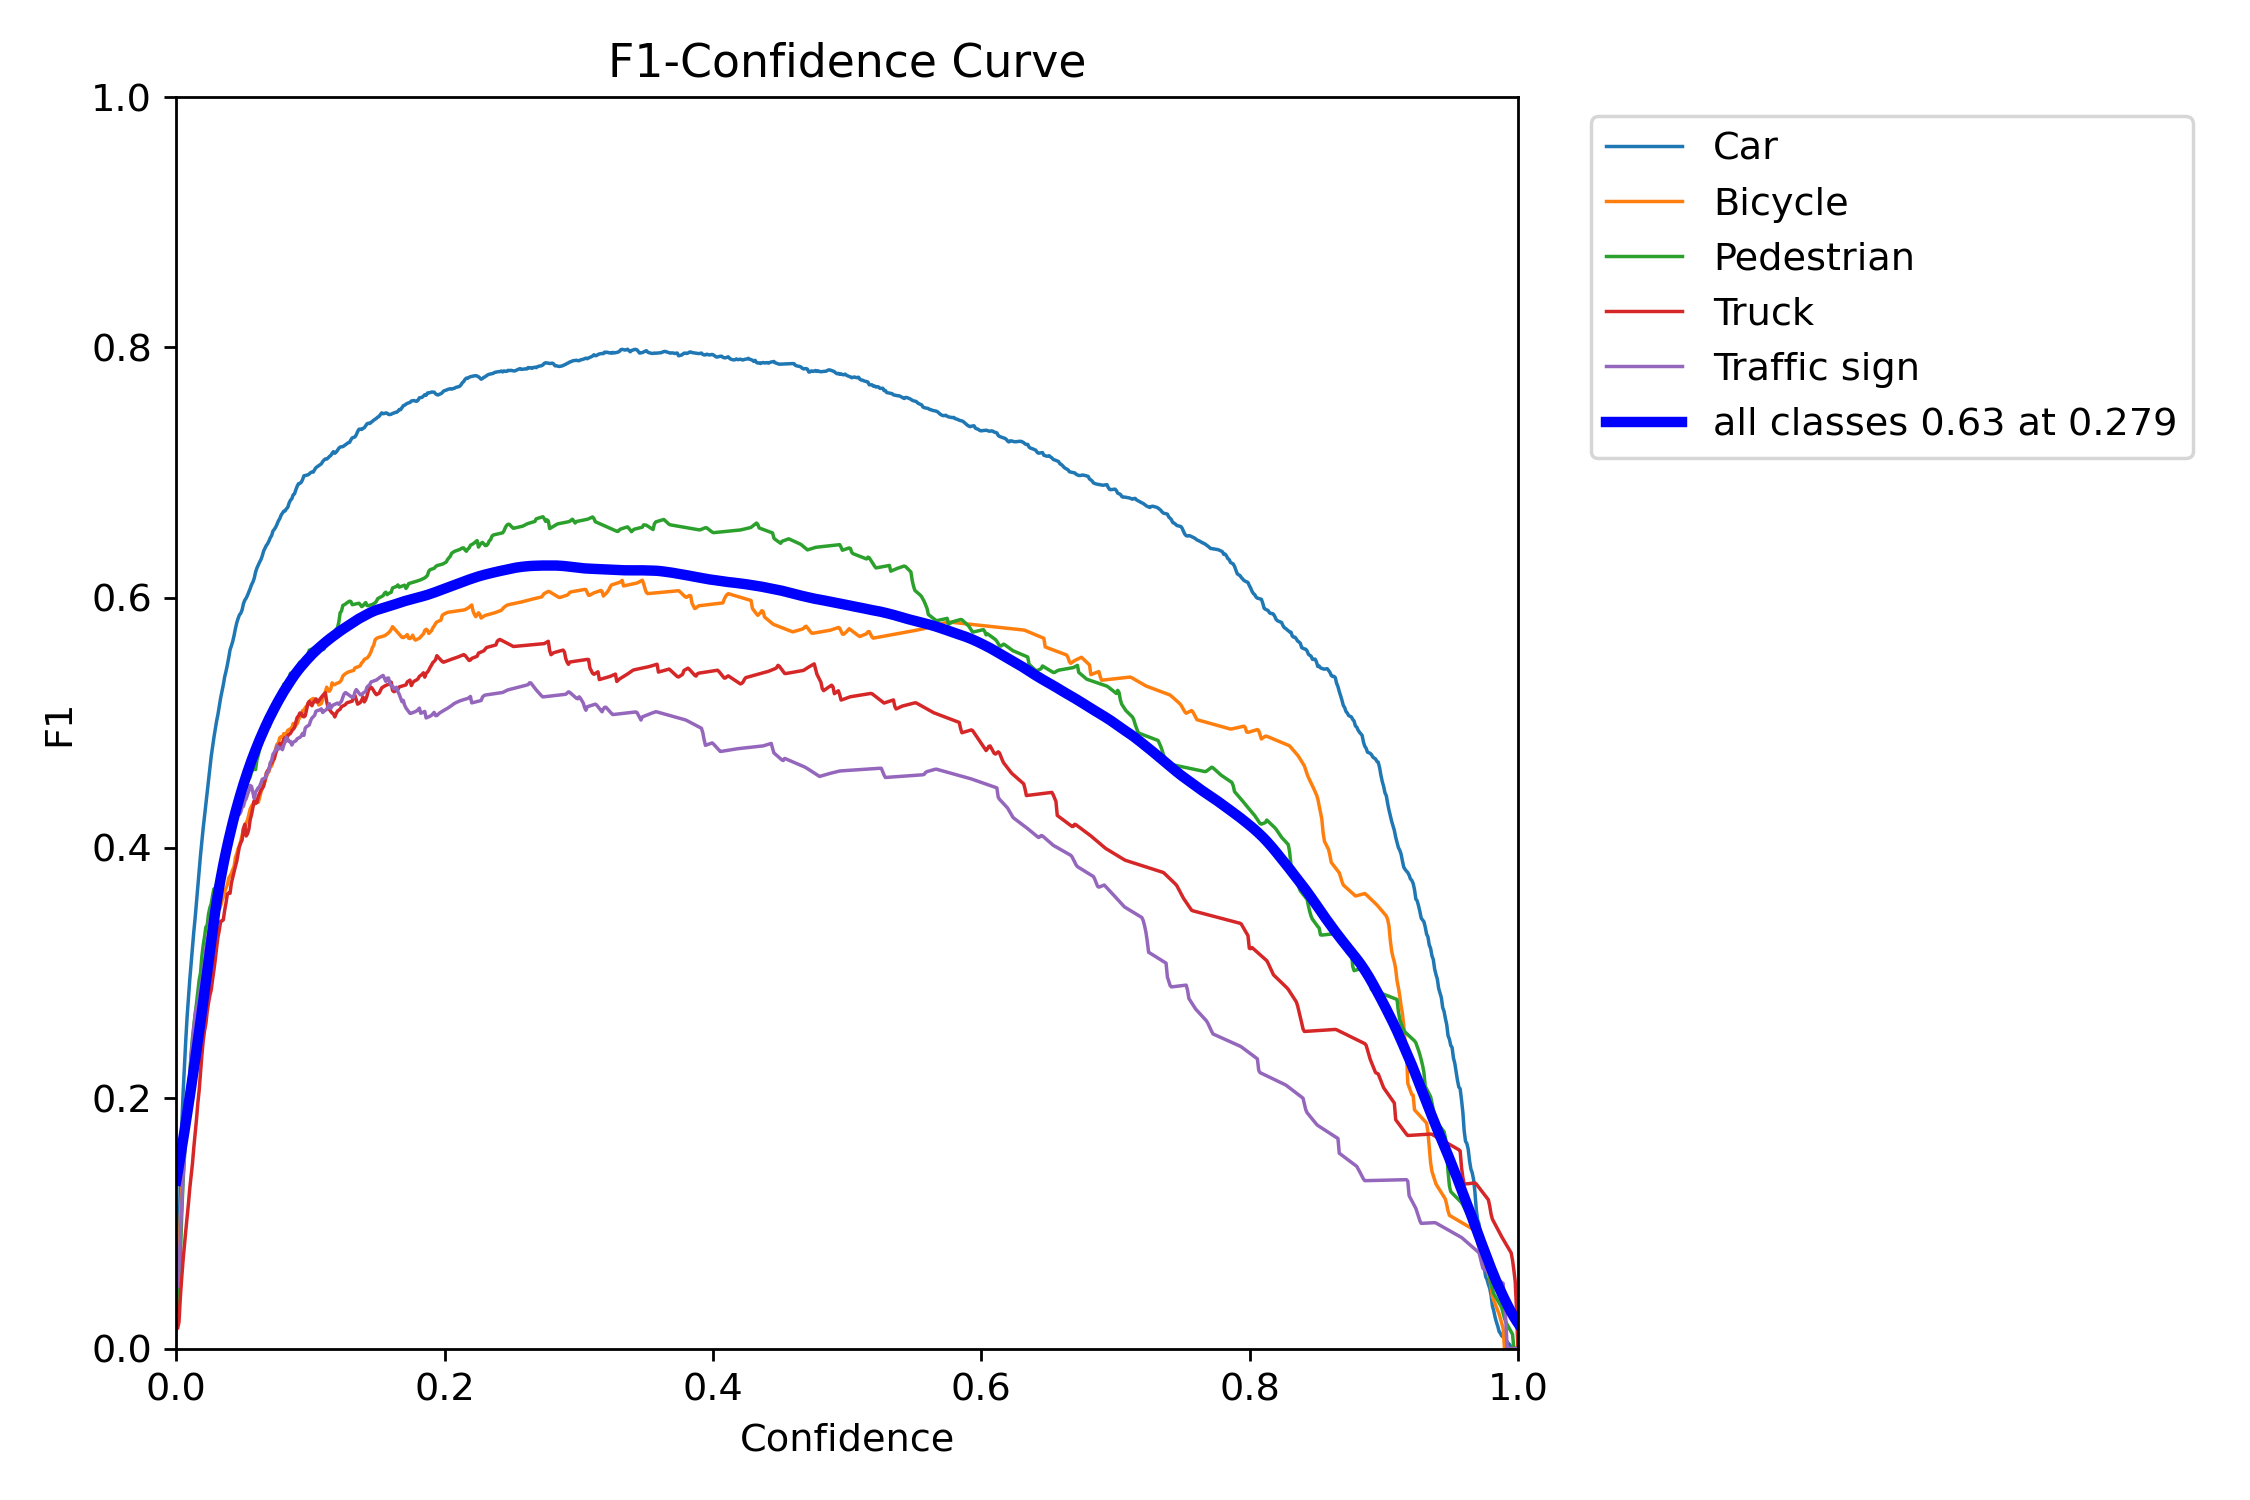 F1-Confidence Curve
1.0
0.8
0.6
0.4
0.2
0.0
F1
0.0 0.2 0.4 0.6 0.8 1.0
Confidence
Car
Bicycle
Pedestrian
Truck
Traffic sign
all classes 0.63 at 0.279